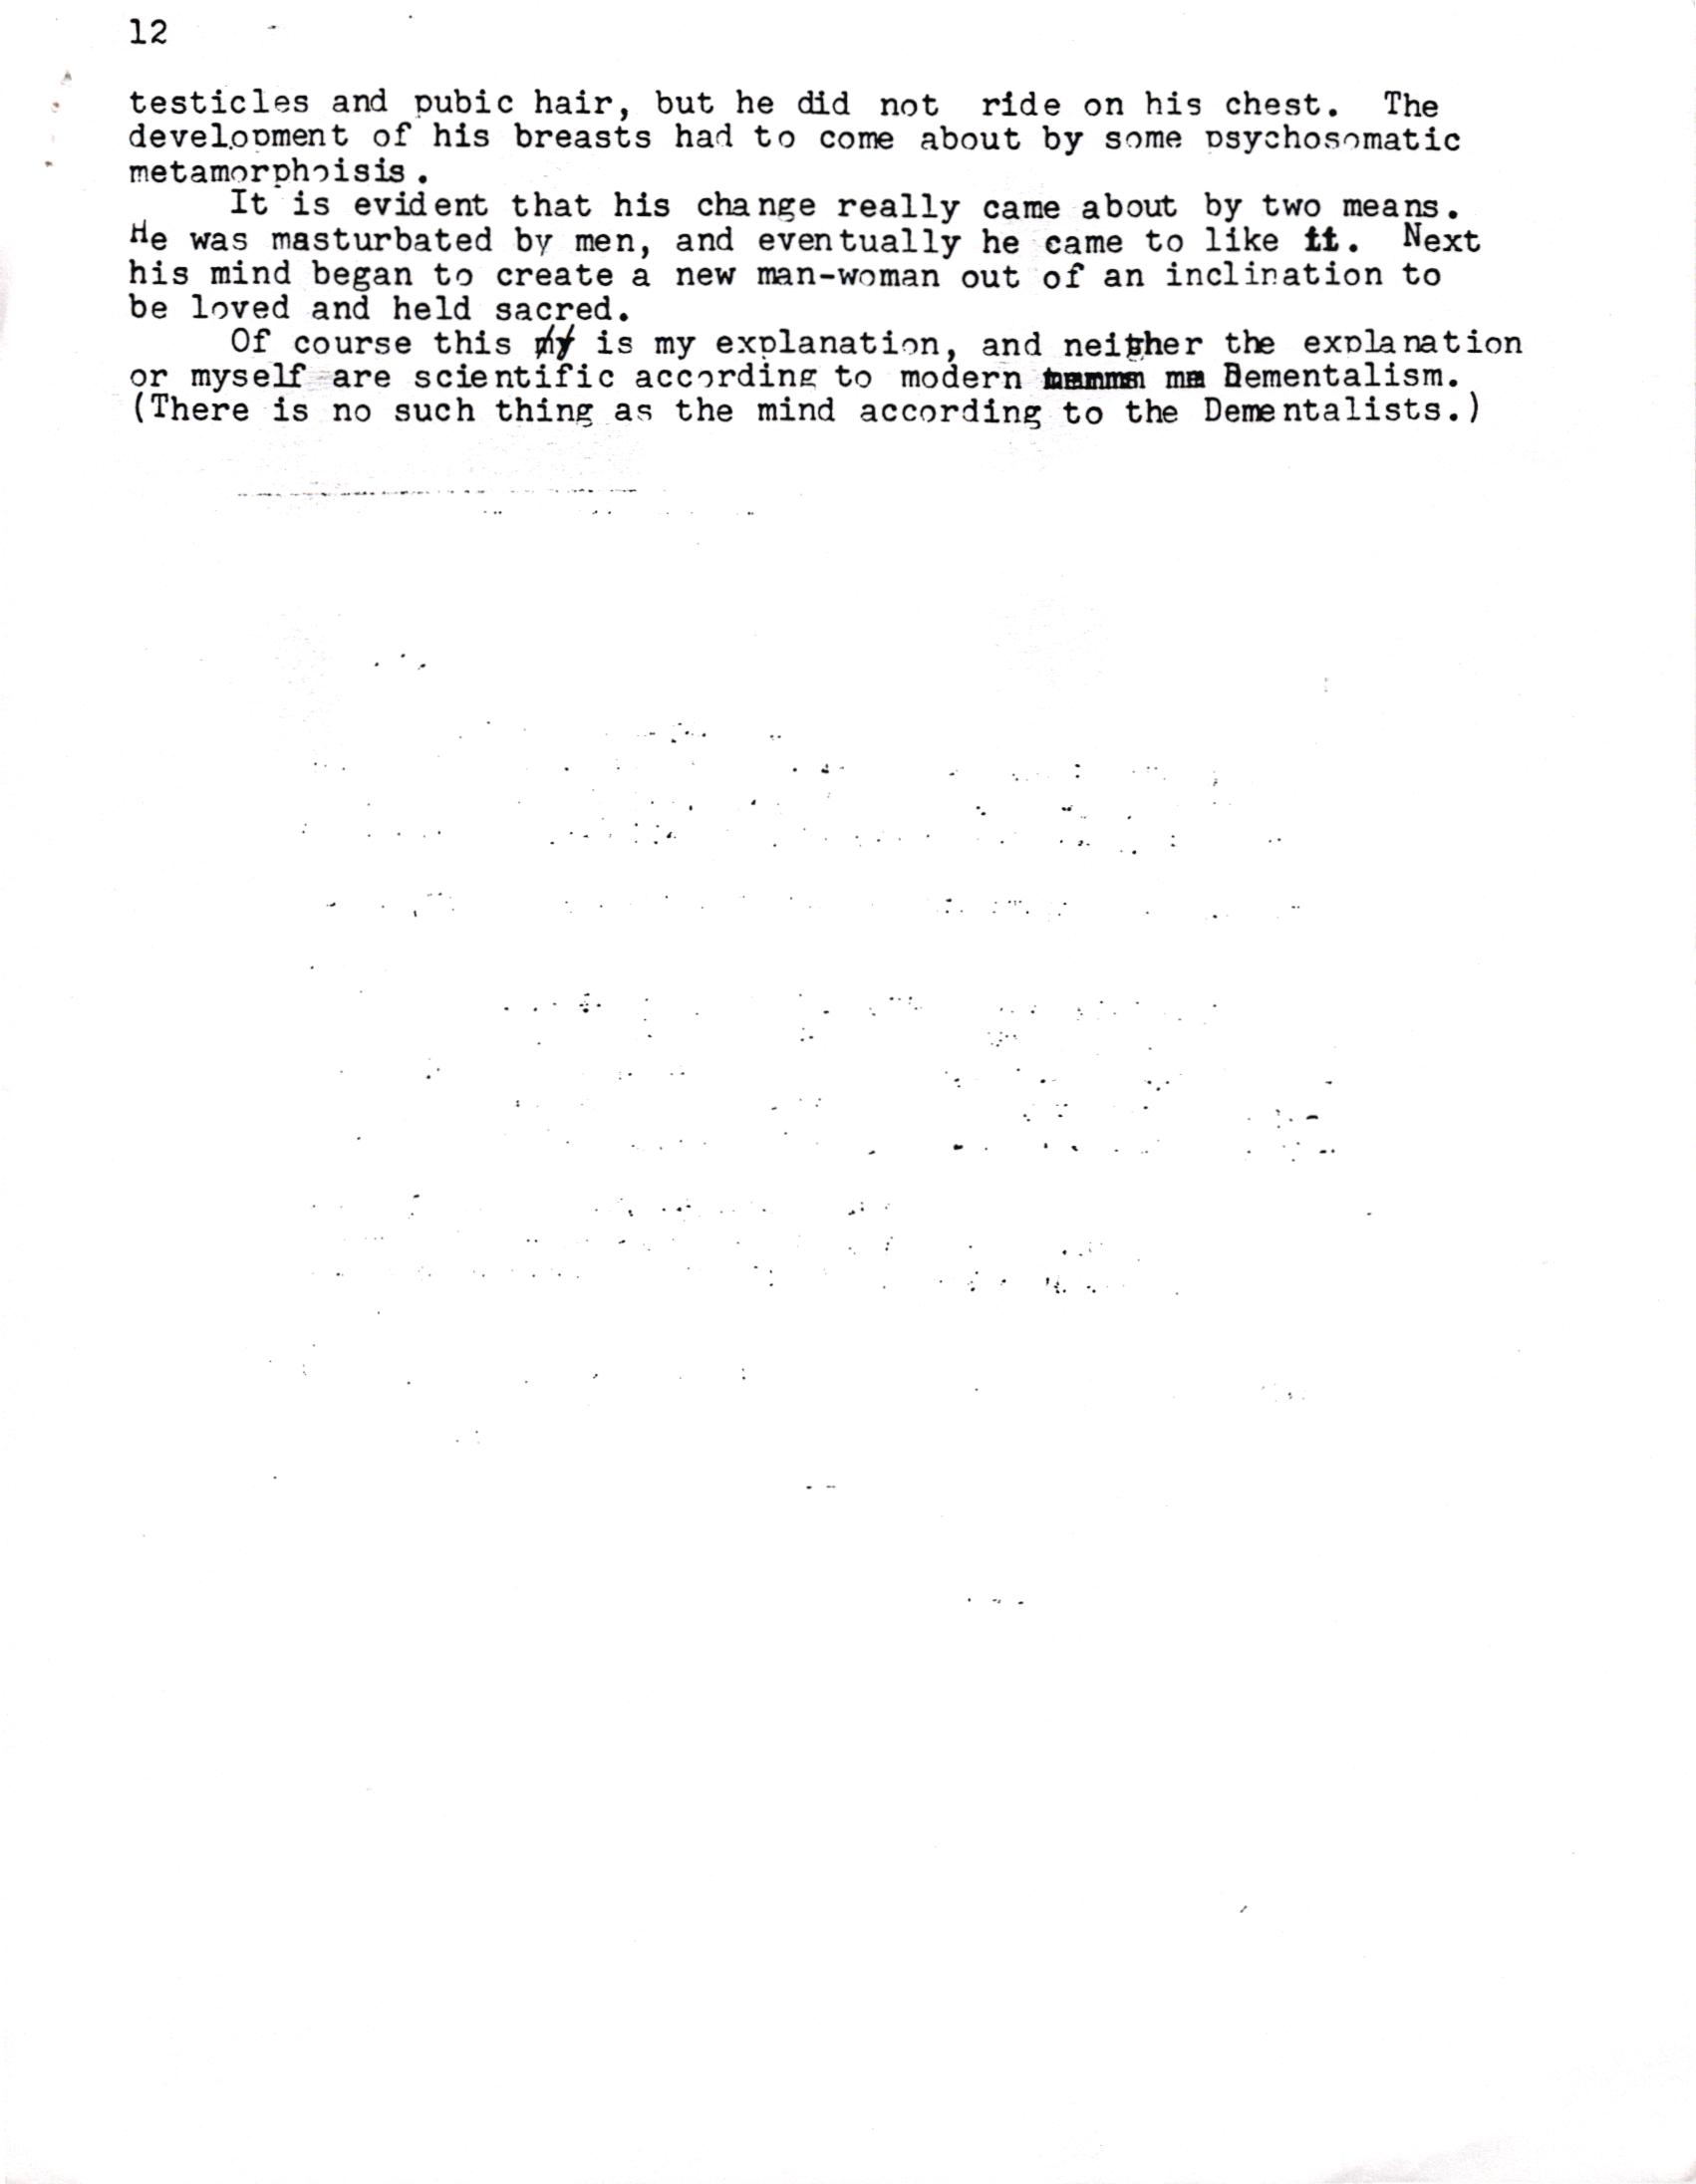 12
testicles and pubic hair, but he did not ride on his chest. The
development of his breasts had to come about by some psychosomatic
metamorphoisis.
It is evident that his change really came about by two means.
He was masturbated by men, and eventually he came to like it. Next
his mind began to create a new man-woman out of an inclination to
be loved and held sacred.
Of course this is my explanation, and neither the explanation
or myself are scientific according to modern Dementalism.
(There is no such thing as the mind according to the Dementalists.)